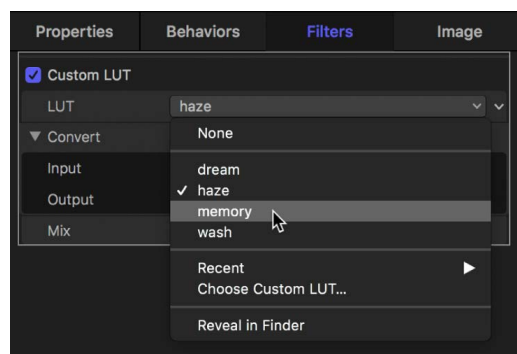 Properties Behaviors Filters Image
Custom LUT
LUT haze
Convert None
Input dream
haze
Output memory
Mix wash
Recent
Choose Custom LUT...
Reveal in Finder